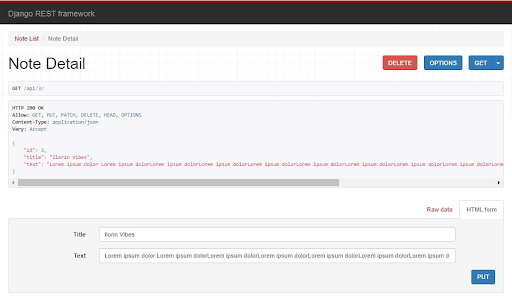 Django REST framework
Note List / Note Detail
Note Detail
DELETE
OPTIONS
GET
GET /api/3/
HTTP 200 OK
Allow: GET, PUT, PATCH, DELETE, HEAD, OPTIONS
Content-Type: application/json
Vary: Accept
{
"id": 3,
"title": "Ilorin Vibes",
"text": "Lorem ipsum dolor Lorem ipsum dolorLorem ipsum dolorLorem ipsum dolorLorem ipsum dolorLorem ipsum dolorLorem ipsum dolorLorem ipsum dolorLorem ipsum dolorLorem
}
Raw data
HTML form
Title
Ilorin Vibes
Text
Lorem ipsum dolor Lorem ipsum dolorLorem ipsum dolorLorem ipsum dolorLorem ipsum dolorLorem ipsum dolorLorem ipsum d
PUT